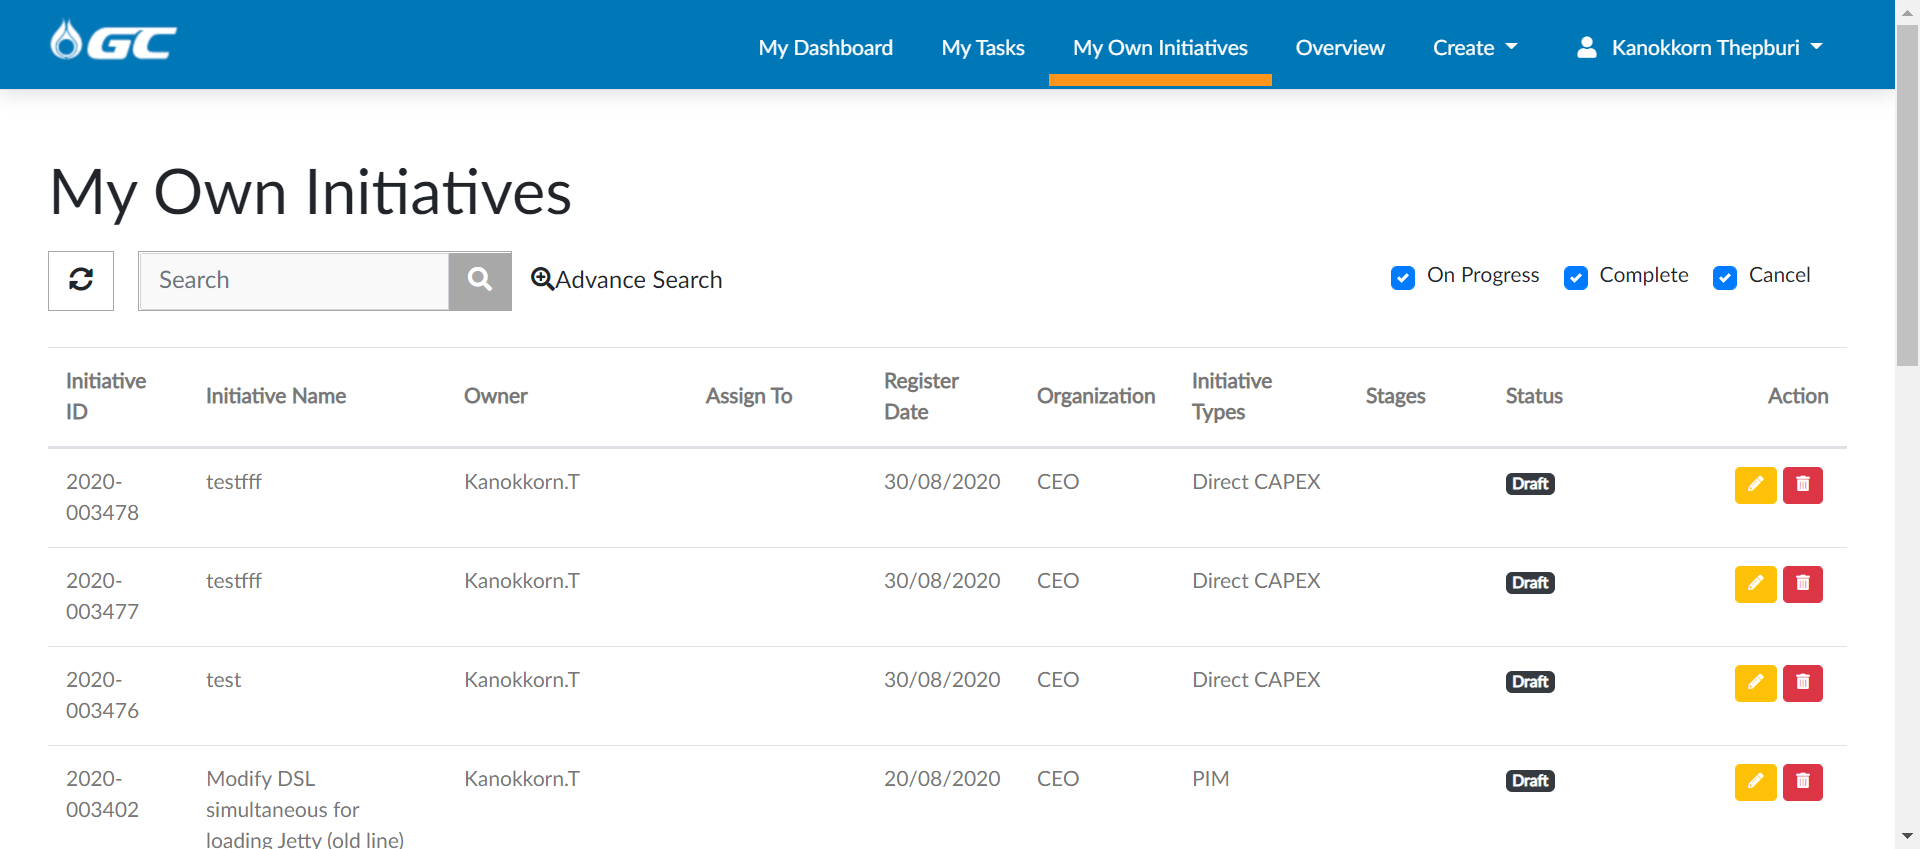 GC
My Dashboard My Tasks My Own Initiatives Overview Create Kanokkorn Thepburi
My Own Initiatives
Search Advance Search On Progress Complete Cancel
Initiative ID Initiative Name Owner Assign To Register Date Organization Initiative Types Stages Status Action
2020-003478 testfff Kanokkorn.T 30/08/2020 CEO Direct CAPEX Draft
2020-003477 testfff Kanokkorn.T 30/08/2020 CEO Direct CAPEX Draft
2020-003476 test Kanokkorn.T 30/08/2020 CEO Direct CAPEX Draft
2020-003402 Modify DSL Kanokkorn.T 20/08/2020 CEO PIM Draft
simultaneous for
loading Jetty (old line)